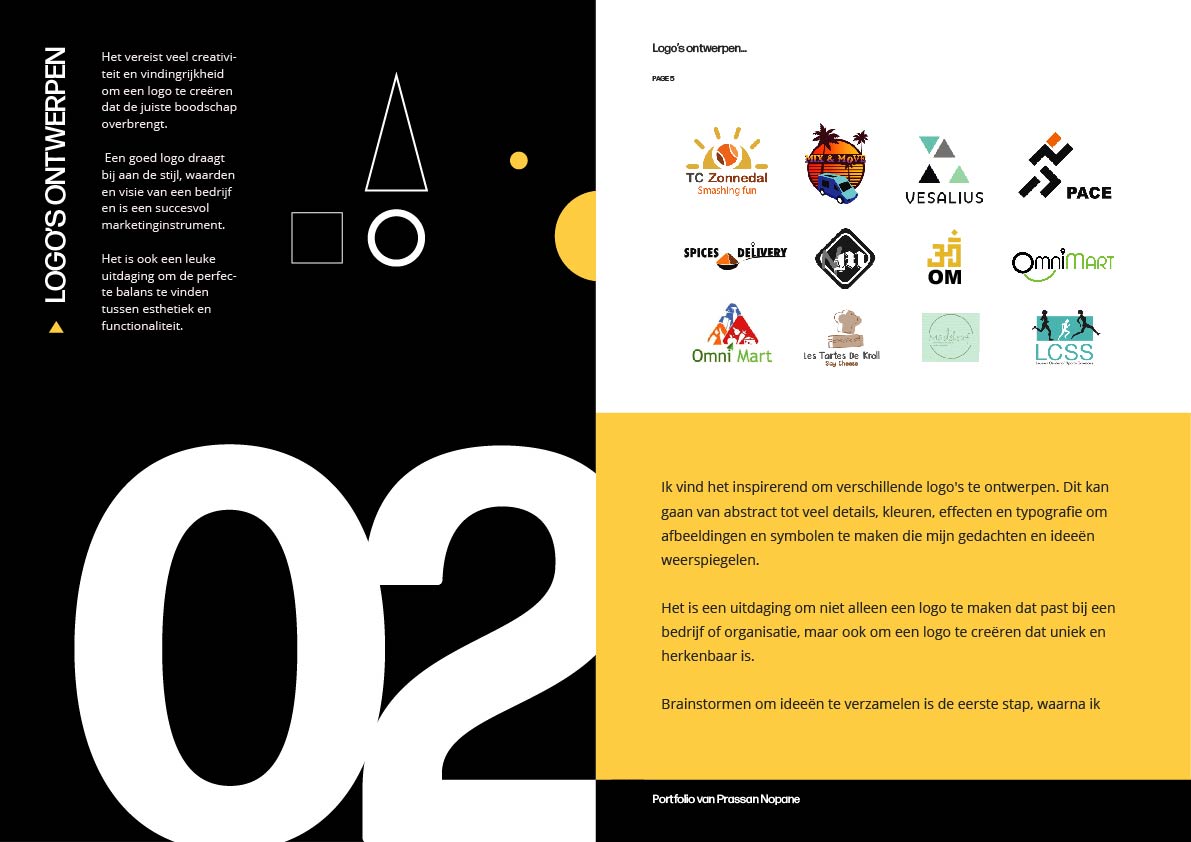 LOGO'S ONTWERPEN
Het vereist veel creativi-
teit en vindingrijkheid
om een logo te creëren
dat de juiste boodschap
overbrengt.
Een goed logo draagt
bij aan de stijl, waarden
en visie van een bedrijf
en is een succesvol
marketinginstrument.
Het is ook een leuke
uitdaging om de perfec-
te balans te vinden
tussen esthetiek en
functionaliteit.
02
Logo's ontwerpen...
PAGE 5
TC Zonnedal
Smashing fun
MIX & MOVE
VESALIUS
PACE
SPICES DELIVERY
m
OM
OmniMart
Omni Mart
Les Tartes De Kroll
Say Cheese
LCSS
Ik vind het inspirerend om verschillende logo's te ontwerpen. Dit kan
gaan van abstract tot veel details, kleuren, effecten en typografie om
afbeeldingen en symbolen te maken die mijn gedachten en ideeën
weerspiegelen.
Het is een uitdaging om niet alleen een logo te maken dat past bij een
bedrijf of organisatie, maar ook om een logo te creëren dat uniek en
herkenbaar is.
Brainstormen om ideeën te verzamelen is de eerste stap, waarna ik
Portfolio van Prassan Nopane